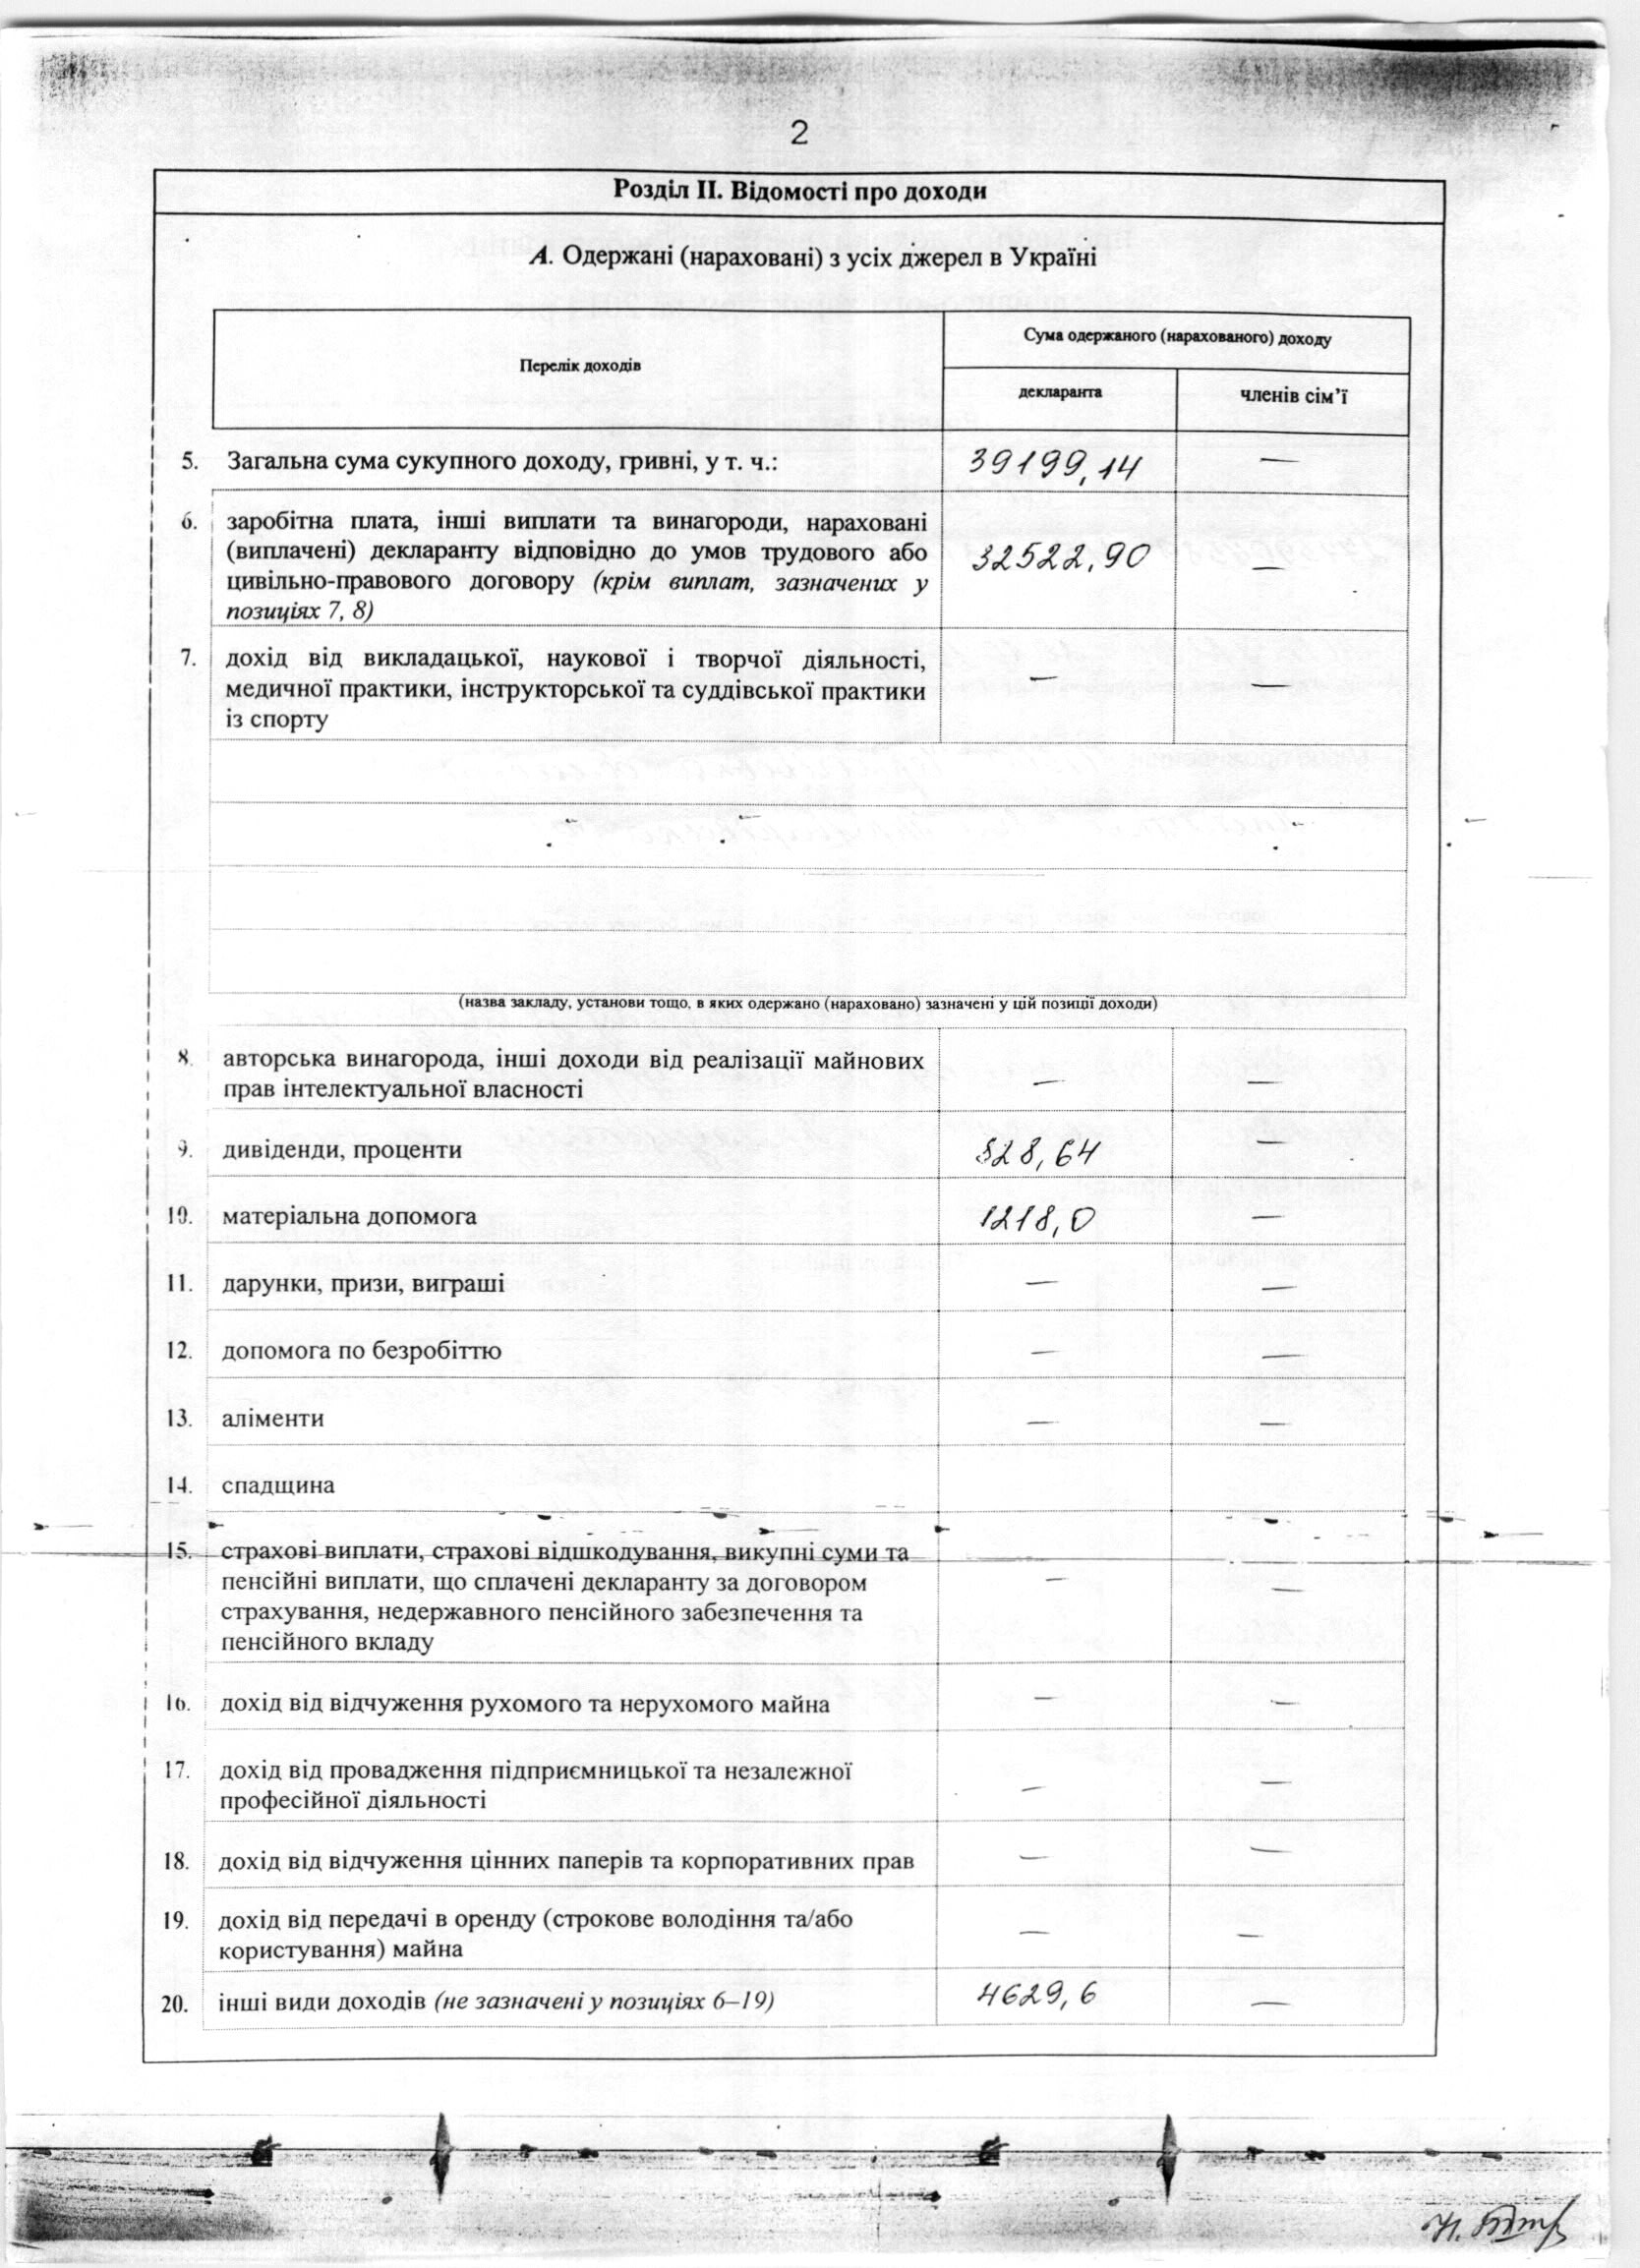 2
Розділ II. Відомості про доходи
А. Одержані (нараховані) з усіх джерел в Україні
Перелік доходів
Сума одержаного (нарахованого) доходу
декларанта
членів сім’ї
5. Загальна сума сукупного доходу, гривні, у т. ч.: 39199,14 —
6. заробітна плата, інші виплати та винагороди, нараховані
(виплачені) декларанту відповідно до умов трудового або
цивільно-правового договору (крім виплат, зазначених у
позиціях 7, 8)
32522,90 —
7. дохід від викладацької, наукової і творчої діяльності,
медичної практики, інструкторської та суддівської практики
із спорту
— —
(назва закладу, установи тощо, в яких одержано (нараховано) зазначені у цій позиції доходи)
8. авторська винагорода, інші доходи від реалізації майнових
прав інтелектуальної власності
— —
9. дивіденди, проценти 828,64 —
10. матеріальна допомога 1218,0 —
11. дарунки, призи, виграші — —
12. допомога по безробіттю — —
13. аліменти — —
14. спадщина
15. страхові виплати, страхові відшкодування, викупні суми та
пенсійні виплати, що сплачені декларанту за договором
страхування, недержавного пенсійного забезпечення та
пенсійного вкладу
— —
16. дохід від відчуження рухомого та нерухомого майна — —
17. дохід від провадження підприємницької та незалежної
професійної діяльності
— —
18. дохід від відчуження цінних паперів та корпоративних прав — —
19. дохід від передачі в оренду (строкове володіння та/або
користування) майна
— —
20. інші види доходів (не зазначені у позиціях 6–19) 4629,6 —